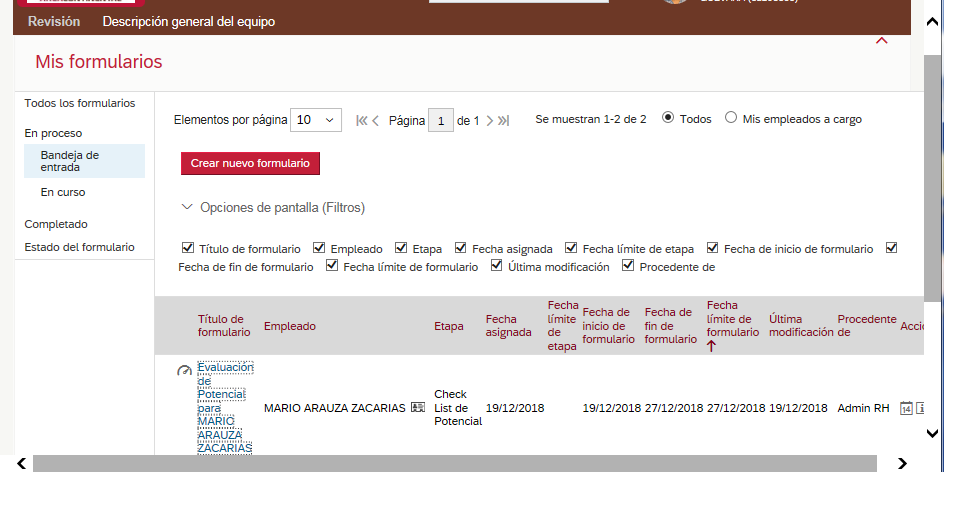 Revisión Descripción general del equipo
Mis formularios
Todos los formularios
En proceso
Bandeja de
entrada
En curso
Completado
Estado del formulario
Elementos por página 10 Página 1 de 1 Se muestran 1-2 de 2 Todos Mis empleados a cargo
Crear nuevo formulario
Opciones de pantalla (Filtros)
Título de formulario Empleado Etapa Fecha asignada Fecha límite de etapa Fecha de inicio de formulario
Fecha de fin de formulario Fecha límite de formulario Última modificación Procedente de
Título de formulario Empleado Etapa Fecha asignada Fecha límite de etapa Fecha de inicio de formulario Fecha de fin de formulario Fecha límite de formulario ↑ Última modificación Procedente de
Evaluación
de
Potencial
para
MARIO
ARAUZA
ZACARIAS
MARIO ARAUZA ZACARIAS
Check
List de
Potencial
19/12/2018 19/12/2018 27/12/2018 27/12/2018 19/12/2018 Admin RH 14